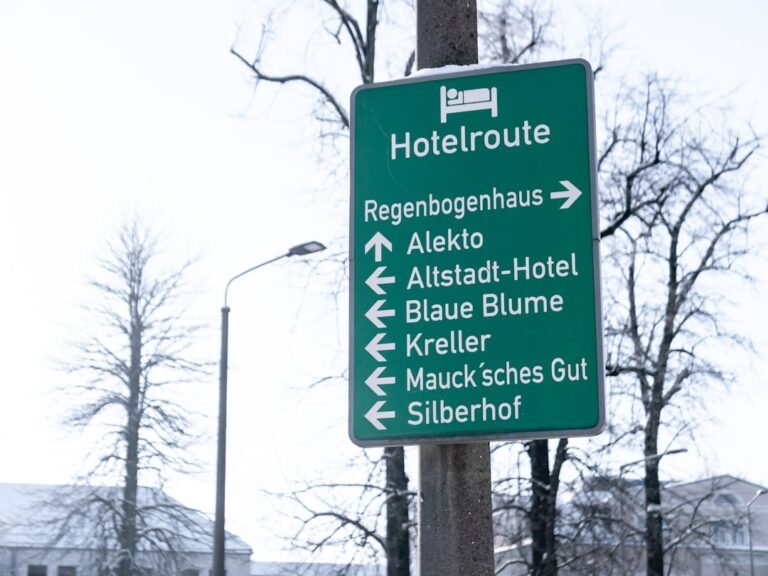 Hotelroute
Regenbogenhaus →
↑ Alekto
← Altstadt-Hotel
← Blaue Blume
← Kreller
← Mauck´sches Gut
← Silberhof